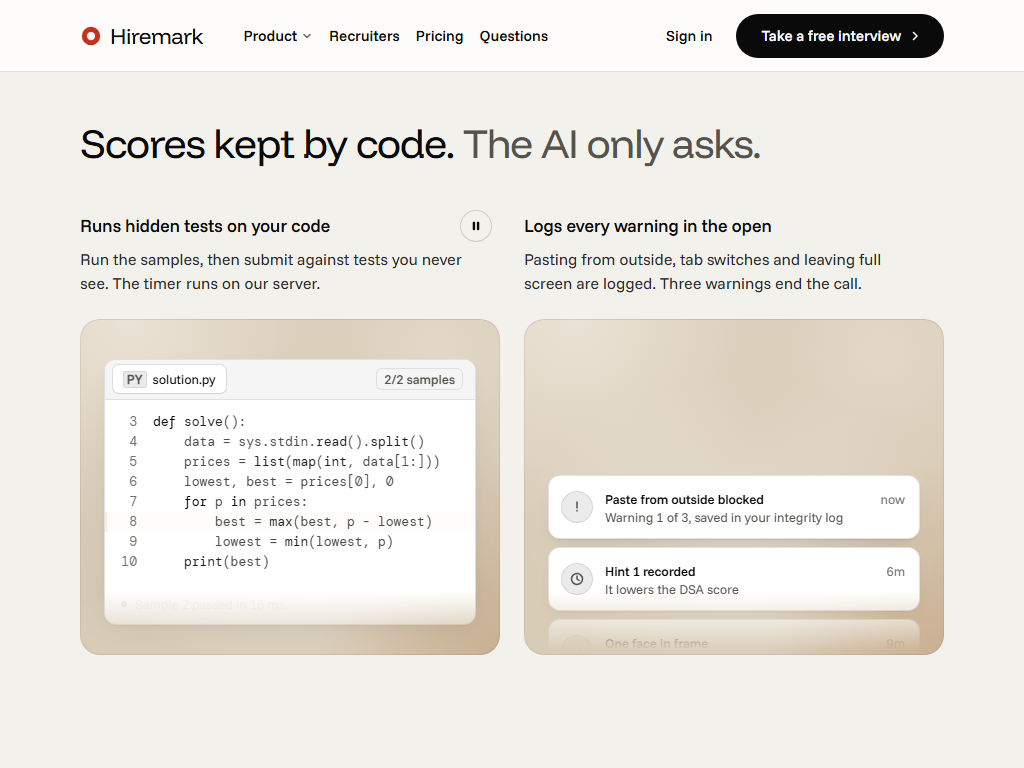 Hiremark
Product
Recruiters
Pricing
Questions
Sign in
Take a free interview
Scores kept by code. The AI only asks.
Runs hidden tests on your code
Run the samples, then submit against tests you never
see. The timer runs on our server.
PY solution.py
2/2 samples
3 def solve():
4 data = sys.stdin.read().split()
5 prices = list(map(int, data[1:]))
6 lowest, best = prices[0], 0
7 for p in prices:
8 best = max(best, p - lowest)
9 lowest = min(lowest, p)
10 print(best)
Sample 2 passed in 16 ms.
Logs every warning in the open
Pasting from outside, tab switches and leaving full
screen are logged. Three warnings end the call.
Paste from outside blocked
now
Warning 1 of 3, saved in your integrity log
Hint 1 recorded
6m
It lowers the DSA score
One face in frame
9m